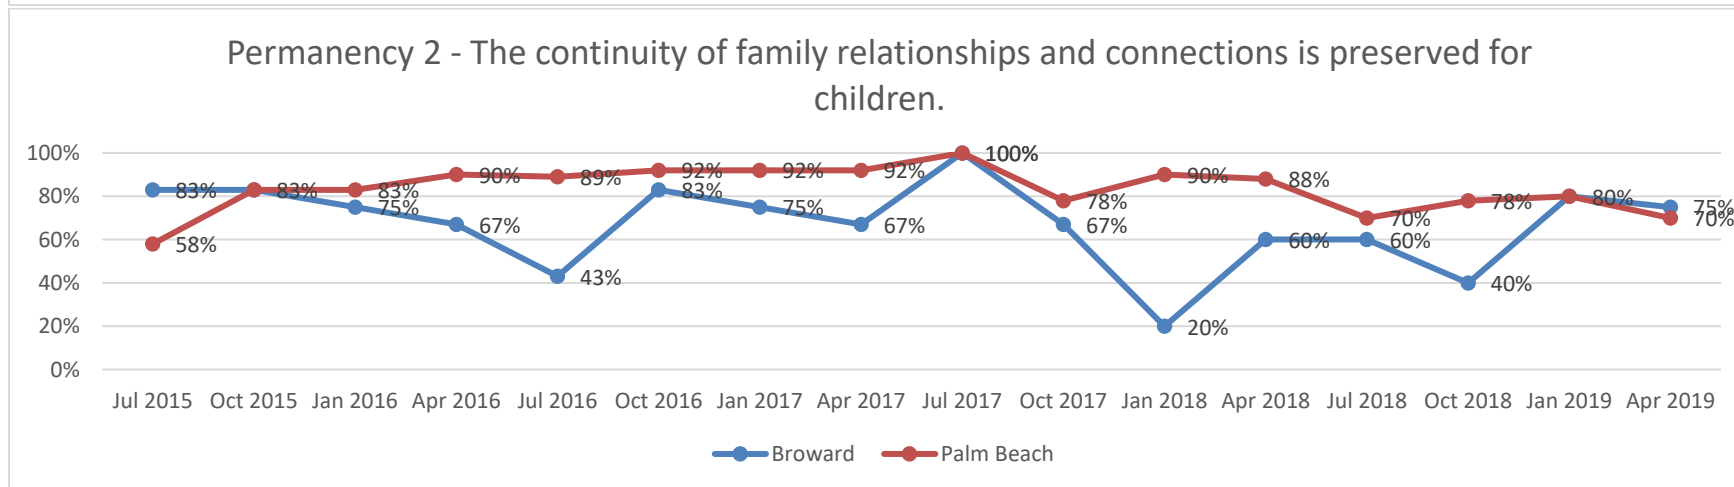 Permanency 2 - The continuity of family relationships and connections is preserved for
children.
100%
80%
60%
40%
20%
0%
83% 83% 75% 67% 43% 83% 75% 67% 100% 67% 20% 60% 60% 40% 80% 75%
58% 83% 83% 90% 89% 92% 92% 92% 100% 78% 90% 88% 70% 78% 80% 70%
Jul 2015 Oct 2015 Jan 2016 Apr 2016 Jul 2016 Oct 2016 Jan 2017 Apr 2017 Jul 2017 Oct 2017 Jan 2018 Apr 2018 Jul 2018 Oct 2018 Jan 2019 Apr 2019
Broward Palm Beach